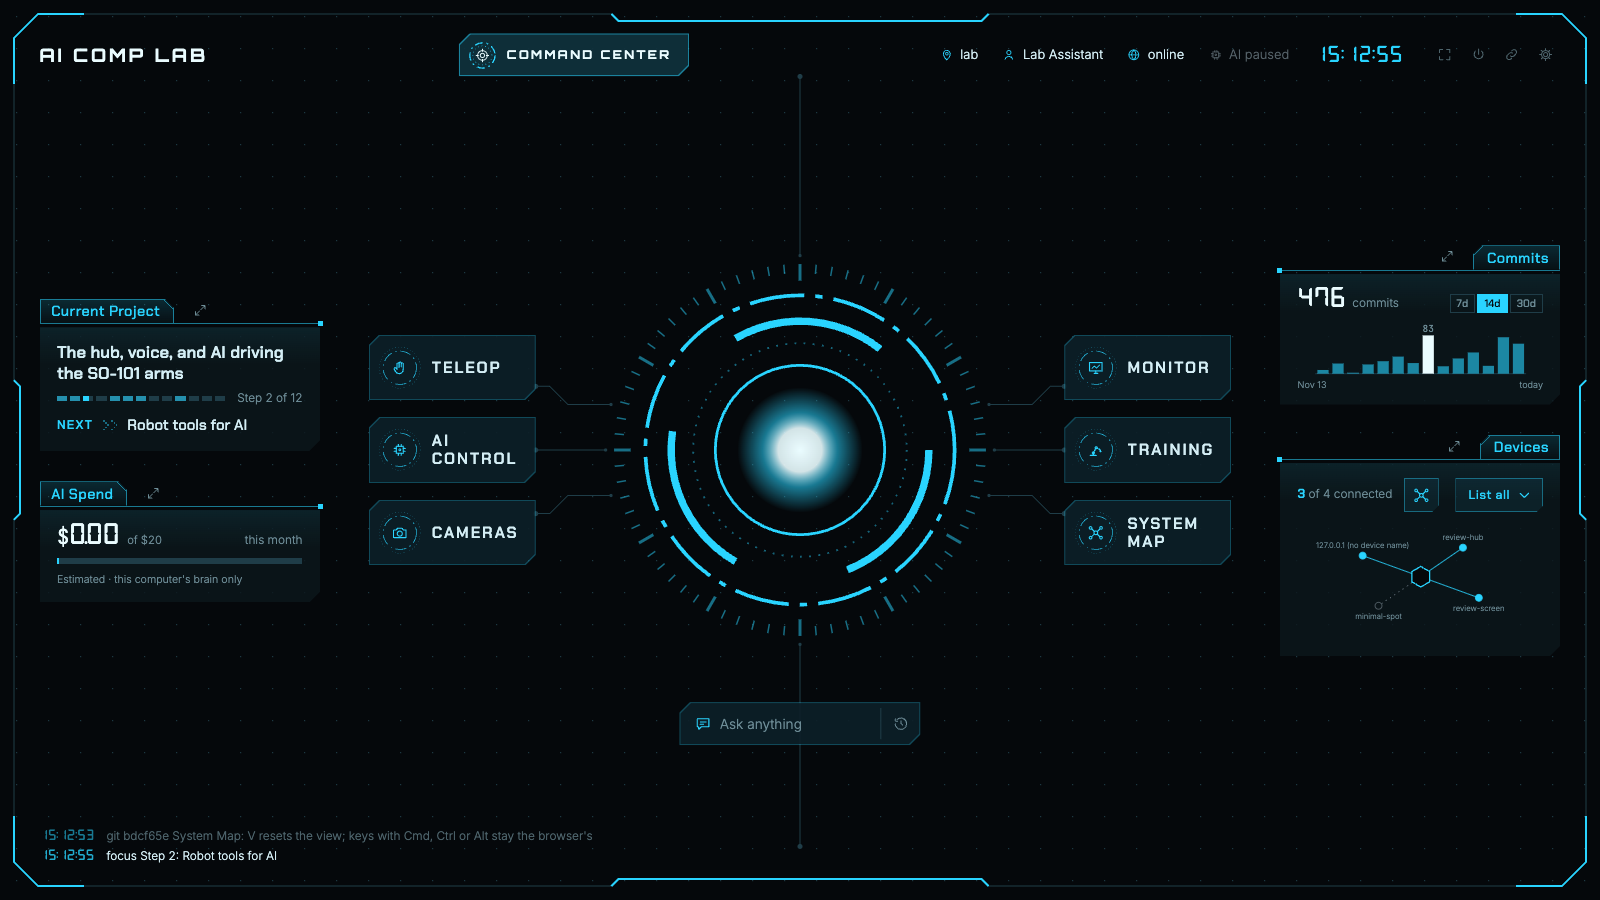 AI COMP LAB
COMMAND CENTER
lab
Lab Assistant
online
AI paused
15:12:55
Current Project
The hub, voice, and AI driving
the SO-101 arms
Step 2 of 12
NEXT Robot tools for AI
AI Spend
$0.00 of $20 this month
Estimated · this computer's brain only
TELEOP
AI
CONTROL
CAMERAS
MONITOR
TRAINING
SYSTEM
MAP
Commits
476 commits
7d 14d 30d
83
Nov 13 today
Devices
3 of 4 connected
List all
127.0.0.1 (no device name)
review-hub
minimal-spot
review-screen
Ask anything
15:12:53 git bdcf65e System Map: V resets the view; keys with Cmd, Ctrl or Alt stay the browser's
15:12:55 focus Step 2: Robot tools for AI